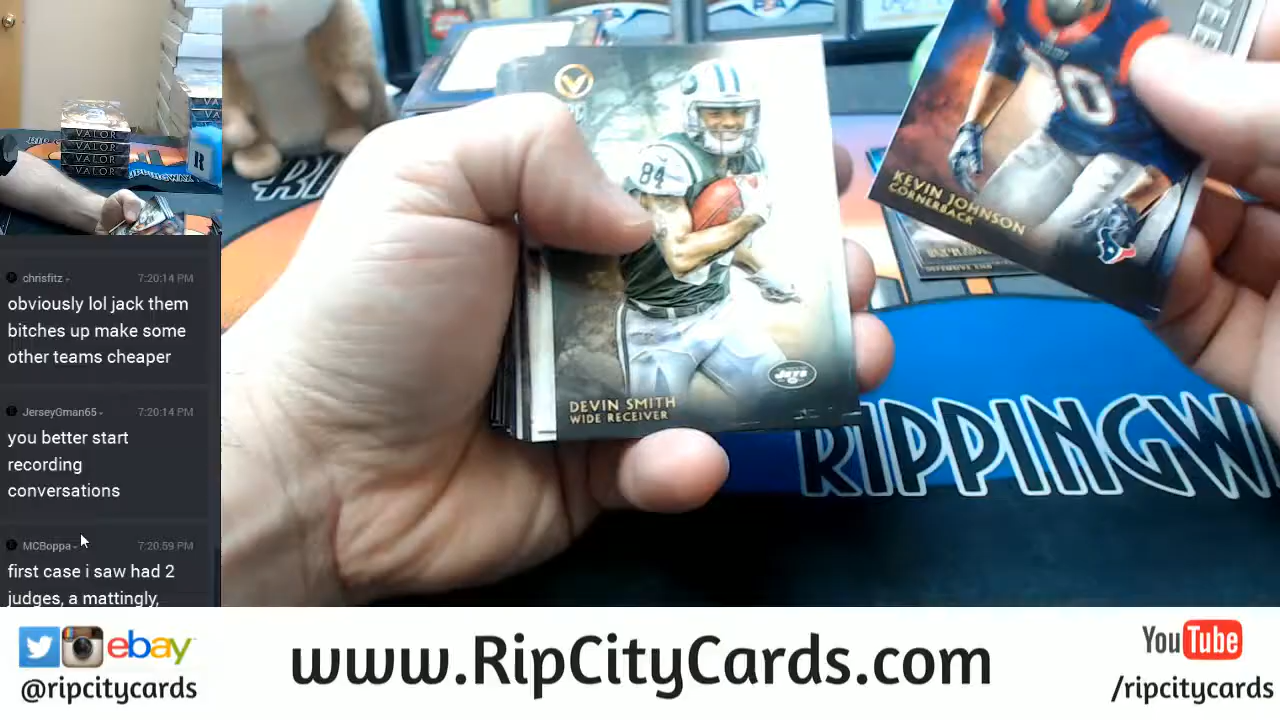 VALOR
VALOR
VALOR
VALOR
R
chrisfitz -
7:20:14 PM
obviously lol jack them
bitches up make some
other teams cheaper
JerseyGman65 -
7:20:14 PM
you better start
recording
conversations
MCBoppa -
7:20:59 PM
first case i saw had 2
judges, a mattingly,
V
84
JETS
DEVIN SMITH
WIDE RECEIVER
KEVIN JOHNSON
CORNERBACK
DEFENSIVE END
RIPPINGW
ebay
@ripcitycards
www.RipCityCards.com
YouTube
/ripcitycards